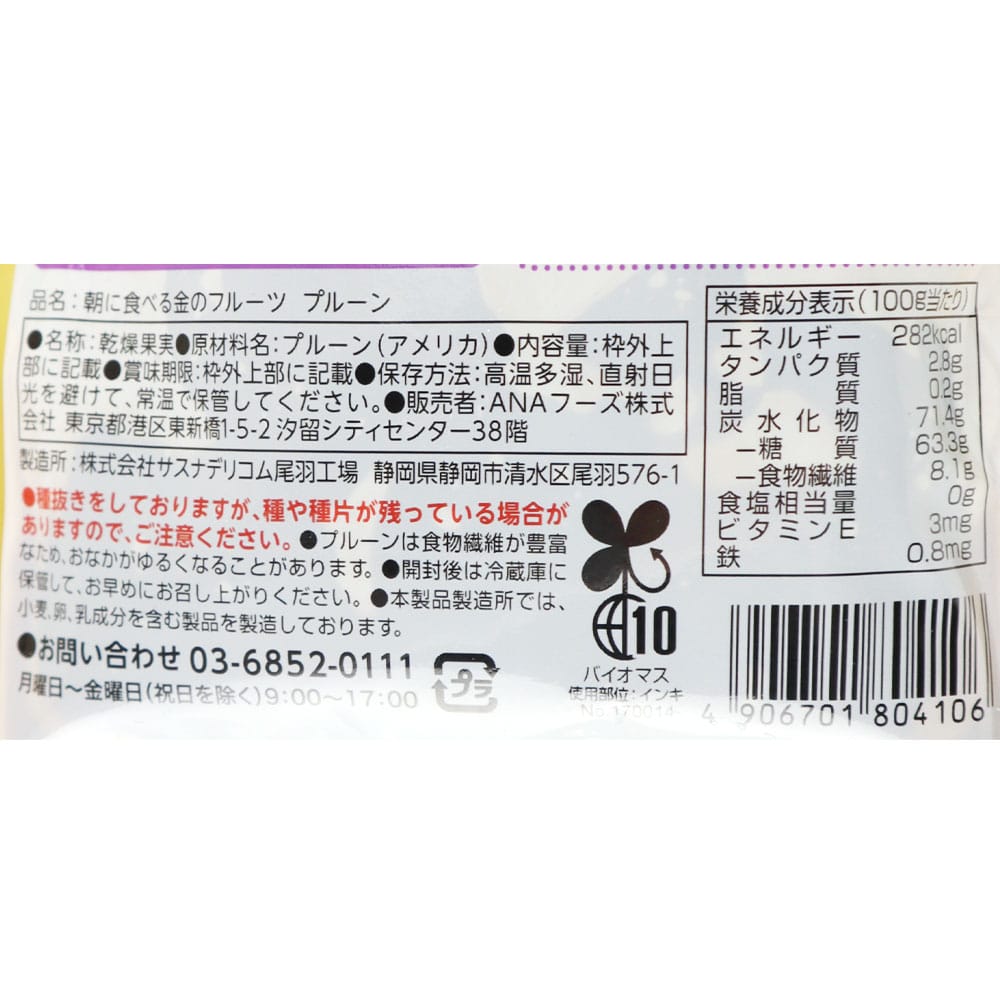 品名:朝に食べる金のフルーツ プルーン
●名称:乾燥果実●原材料名:プルーン(アメリカ)●内容量:枠外上
部に記載●賞味期限:枠外上部に記載●保存方法:高温多湿、直射日
光を避けて、常温で保管してください。●販売者:ANAフーズ株式
会社 東京都港区東新橋1-5-2 汐留シティセンター38階
製造所:株式会社サスナデリコム尾羽工場 静岡県静岡市清水区尾羽576-1
●種抜きをしておりますが、種や種片が残っている場合が
ありますので、ご注意ください。●プルーンは食物繊維が豊富
なため、おなかがゆるくなることがあります。●開封後は冷蔵庫に
保管して、お早めにお召し上がりください。●本製品製造所では、
小麦、卵、乳成分を含む製品を製造しております。
●お問い合わせ 03-6852-0111
月曜日〜金曜日(祝日を除く)9:00〜17:00
プラ
10
バイオマス
使用部位:インキ
No.170014
栄養成分表示(100g当たり)
エネルギー 282kcal
タンパク質 2.8g
脂質 0.2g
炭水化物 71.4g
−糖質 63.3g
−食物繊維 8.1g
食塩相当量 0g
ビタミンE 3mg
鉄 0.8mg
4 906701 804106